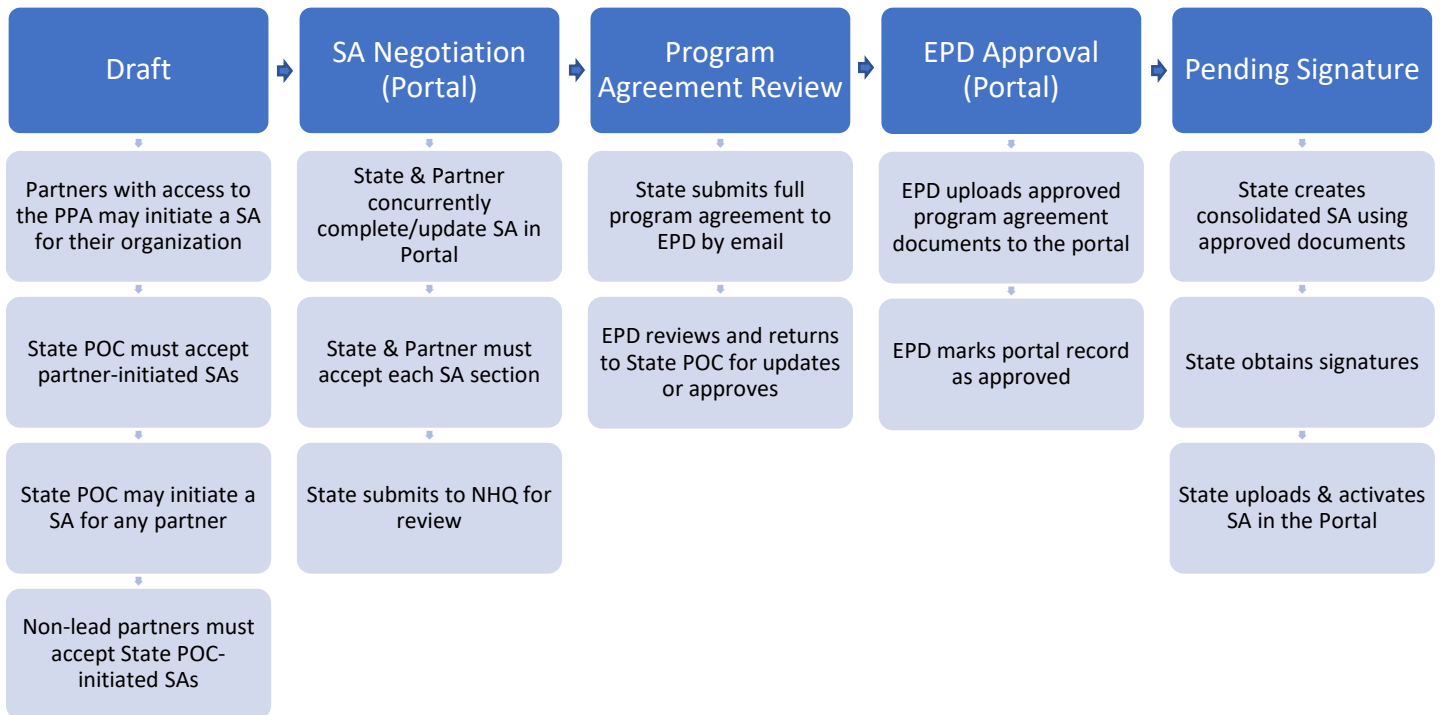 Draft
Partners with access to
the PPA may initiate a SA
for their organization
State POC must accept
partner-initiated SAs
State POC may initiate a
SA for any partner
Non-lead partners must
accept State POC-
initiated SAs
SA Negotiation
(Portal)
State & Partner
concurrently
complete/update SA in
Portal
State & Partner must
accept each SA section
State submits to NHQ for
review
Program
Agreement Review
State submits full
program agreement to
EPD by email
EPD reviews and returns
to State POC for updates
or approves
EPD Approval
(Portal)
EPD uploads approved
program agreement
documents to the portal
EPD marks portal record
as approved
Pending Signature
State creates
consolidated SA using
approved documents
State obtains signatures
State uploads & activates
SA in the Portal